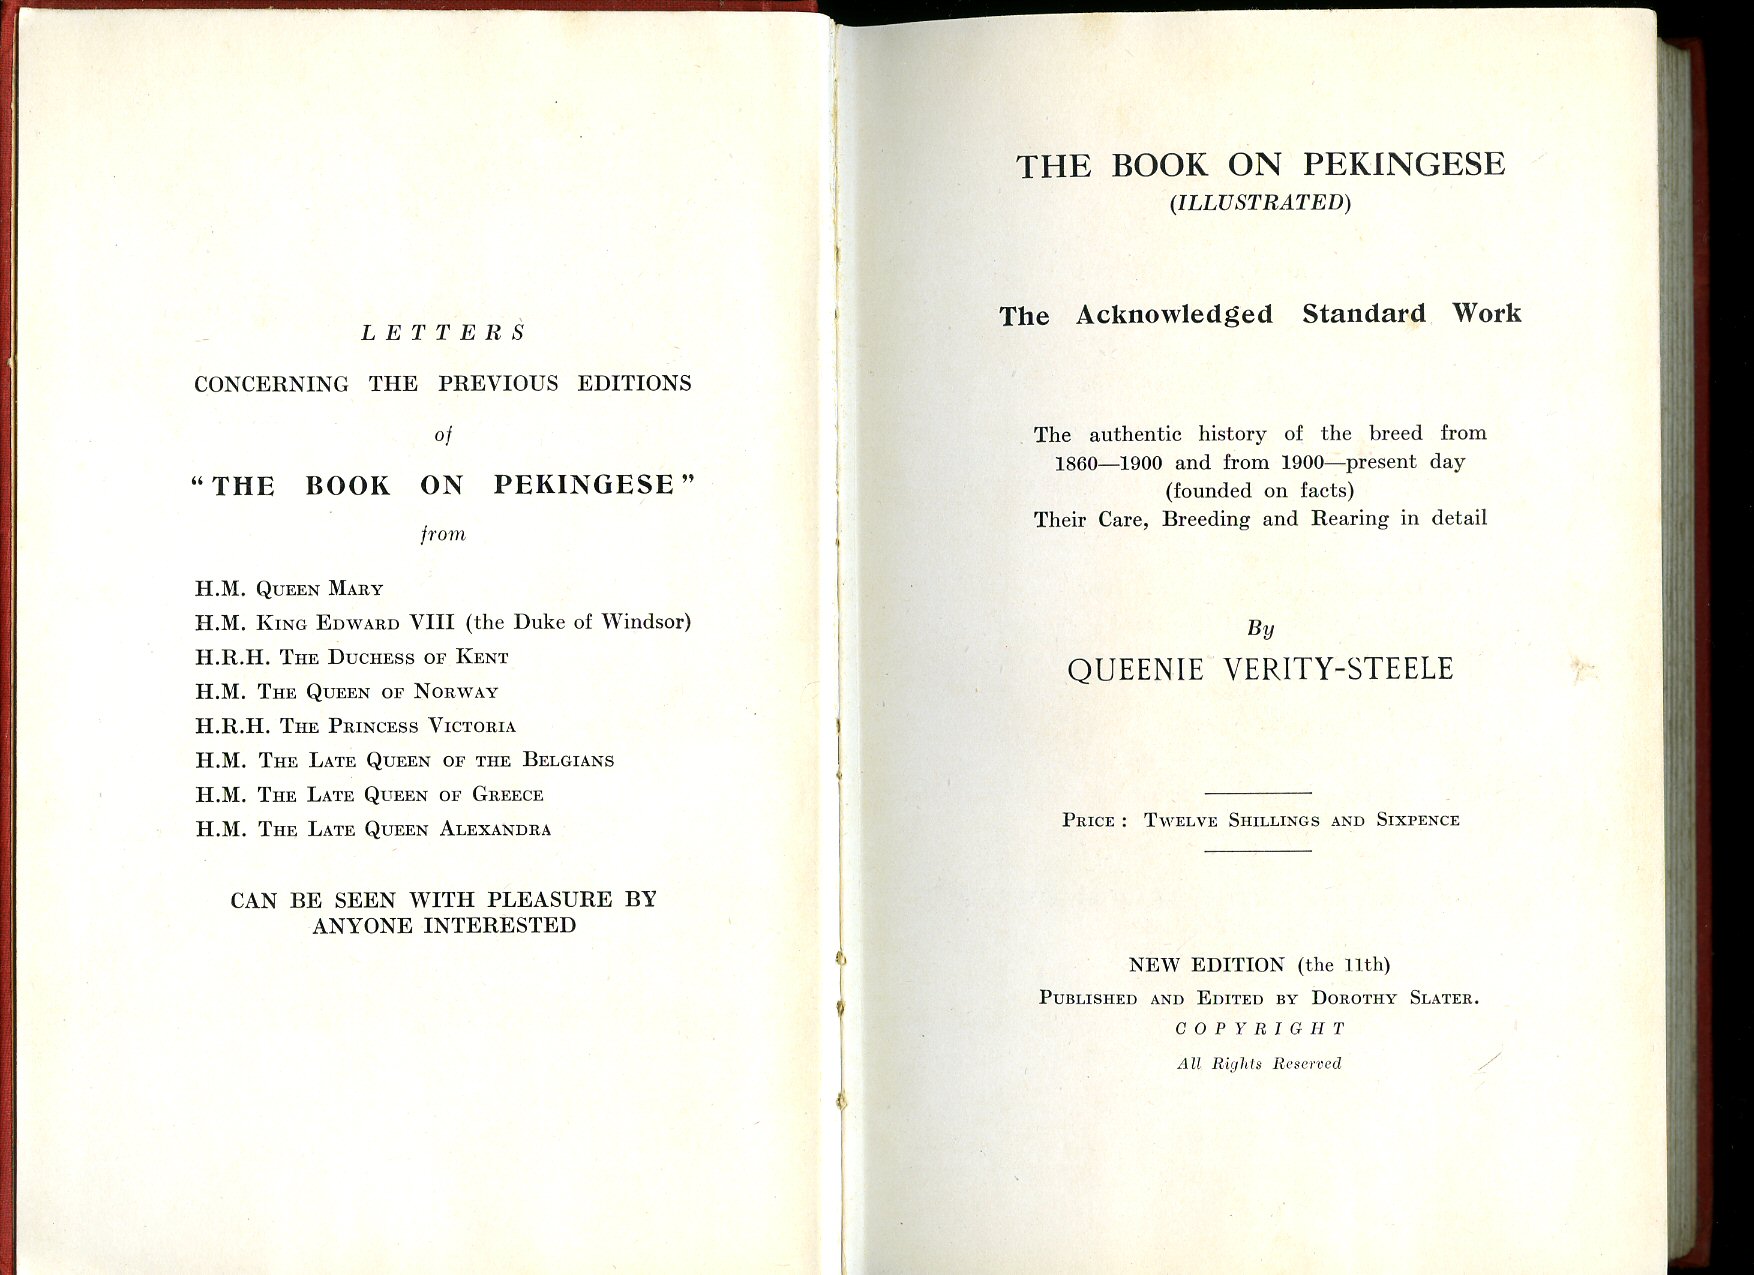 LETTERS
CONCERNING THE PREVIOUS EDITIONS
of
“THE BOOK ON PEKINGESE”
from
H.M. Queen Mary
H.M. King Edward VIII (the Duke of Windsor)
H.R.H. The Duchess of Kent
H.M. The Queen of Norway
H.R.H. The Princess Victoria
H.M. The Late Queen of the Belgians
H.M. The Late Queen of Greece
H.M. The Late Queen Alexandra
CAN BE SEEN WITH PLEASURE BY
ANYONE INTERESTED
THE BOOK ON PEKINGESE
(ILLUSTRATED)
The Acknowledged Standard Work
The authentic history of the breed from
1860—1900 and from 1900—present day
(founded on facts)
Their Care, Breeding and Rearing in detail
By
QUEENIE VERITY-STEELE
Price : Twelve Shillings and Sixpence
NEW EDITION (the 11th)
Published and Edited by Dorothy Slater.
COPYRIGHT
All Rights Reserved